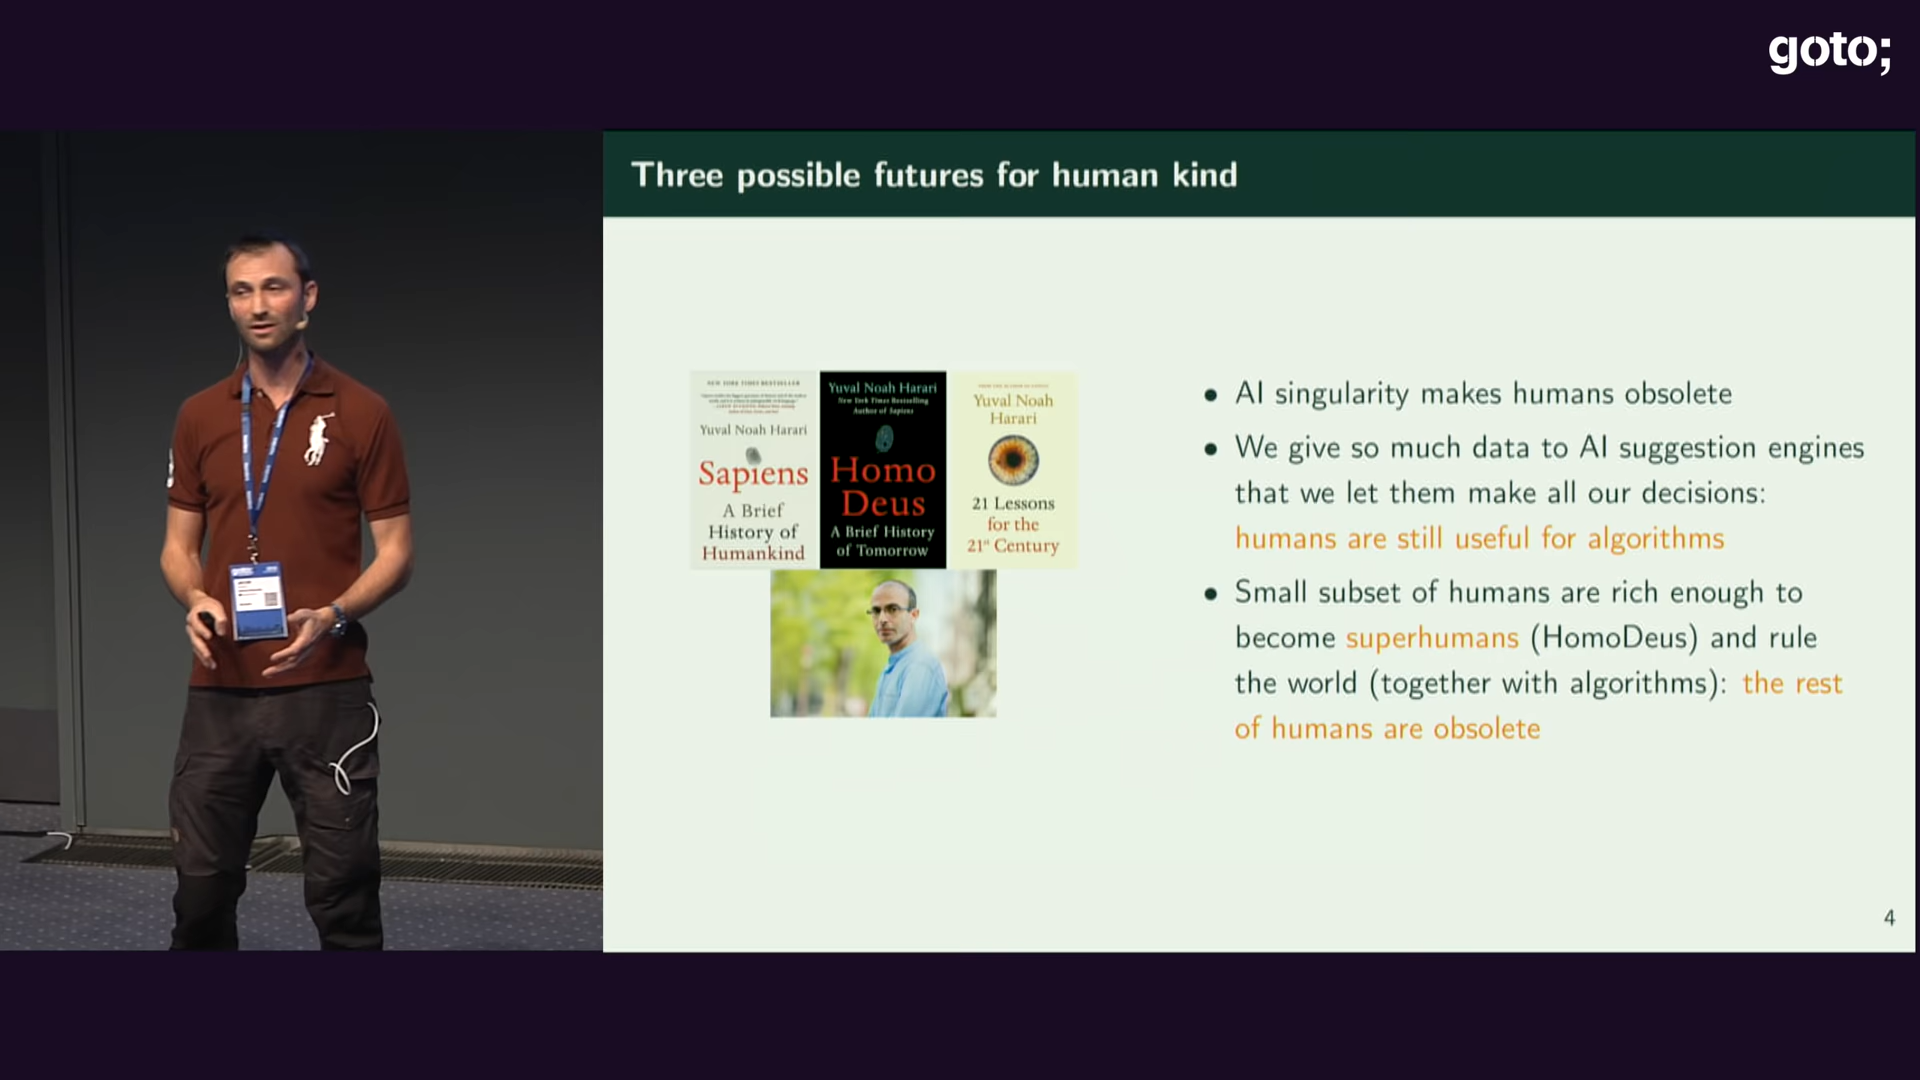 goto;
Three possible futures for human kind
NEW YORK TIMES BESTSELLER
Yuval Noah Harari
Sapiens
A Brief
History of
Humankind
Yuval Noah Harari
New York Times Bestselling
Author of Sapiens
Homo
Deus
A Brief History
of Tomorrow
Yuval Noah
Harari
21 Lessons
for the
21st Century
• AI singularity makes humans obsolete
• We give so much data to AI suggestion engines
that we let them make all our decisions:
humans are still useful for algorithms
• Small subset of humans are rich enough to
become superhumans (HomoDeus) and rule
the world (together with algorithms): the rest
of humans are obsolete
4